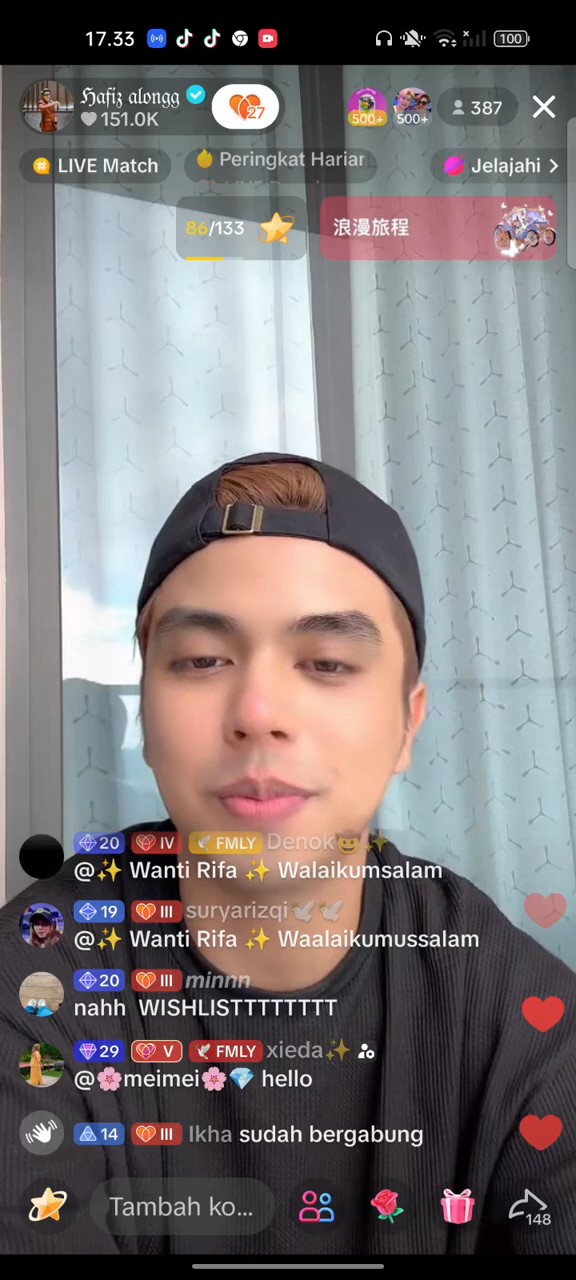 17.33
100
Hafiz alongg
151.0K
27
500+
500+
387
LIVE Match
Peringkat Harian
Jelajahi >
86/133
浪漫旅程
20 IV FMLY Denok🤠✨
@✨ Wanti Rifa ✨ Walaikumsalam
19 III suryarizqi🕊️🕊️
@✨ Wanti Rifa ✨ Waalaikumussalam
20 III minnn
nahh WISHLISTTTTTTTT
29 V FMLY xieda✨
@🌸meimei🌸💎 hello
14 III Ikha sudah bergabung
Tambah ko...
148